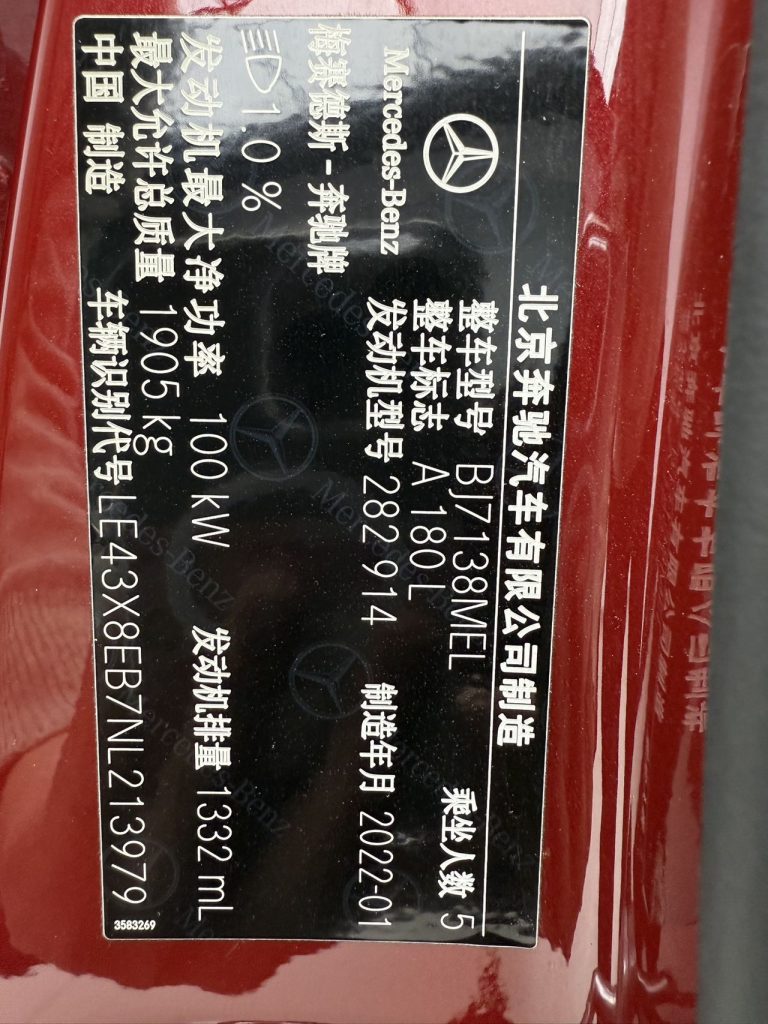 北京奔驰汽车有限公司制造
Mercedes-Benz
梅赛德斯-奔驰牌
整车型号 BJ7138MEL 乘坐人数 5
整车标志 A 180 L
发动机型号 282 914 制造年月 2022-01
1.0 %
发动机最大净功率 100 kW 发动机排量 1332 mL
最大允许总质量 1905 kg
中国 制造 车辆识别代号 LE43X8EB7NL213979
3583269